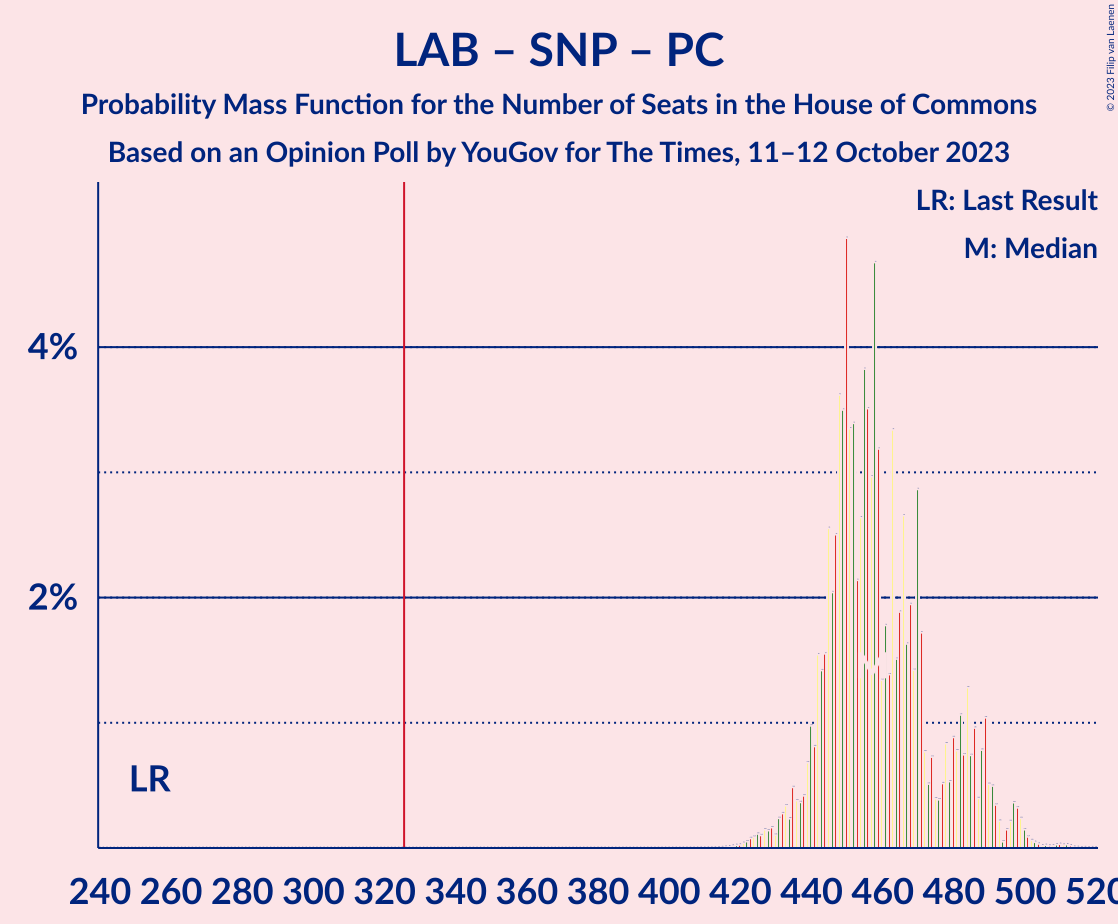 LAB – SNP – PC
Probability Mass Function for the Number of Seats in the House of Commons
Based on an Opinion Poll by YouGov for The Times, 11–12 October 2023
© 2023 Filip van Laenen
LR: Last Result
M: Median
4%
2%
LR
240 260 280 300 320 340 360 380 400 420 440 460 480 500 520